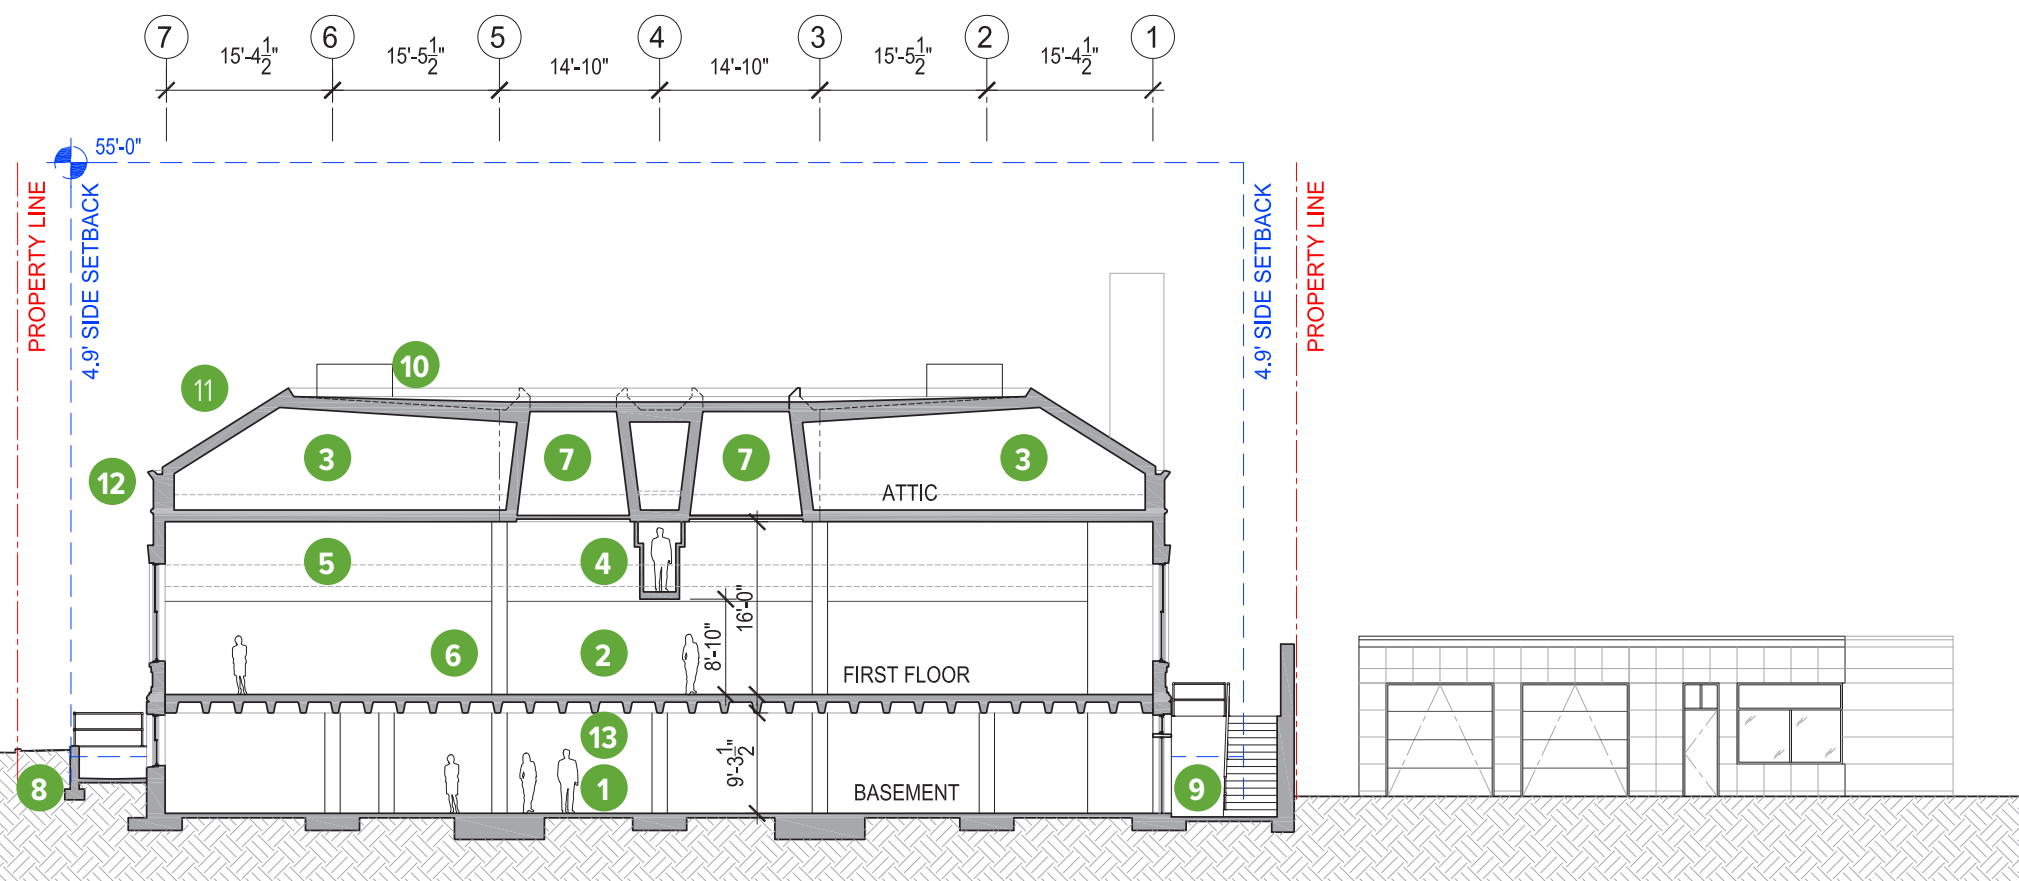 7 6 5 4 3 2 1
15'-4 1/2" 15'-5 1/2" 14'-10" 14'-10" 15'-5 1/2" 15'-4 1/2"
55'-0"
PROPERTY LINE
4.9' SIDE SETBACK
4.9' SIDE SETBACK
PROPERTY LINE
10
11
3 7 7 3
12
ATTIC
5 4
16'-0"
8'-10"
6 2
FIRST FLOOR
13
9'-3 1/2"
8 1 BASEMENT 9